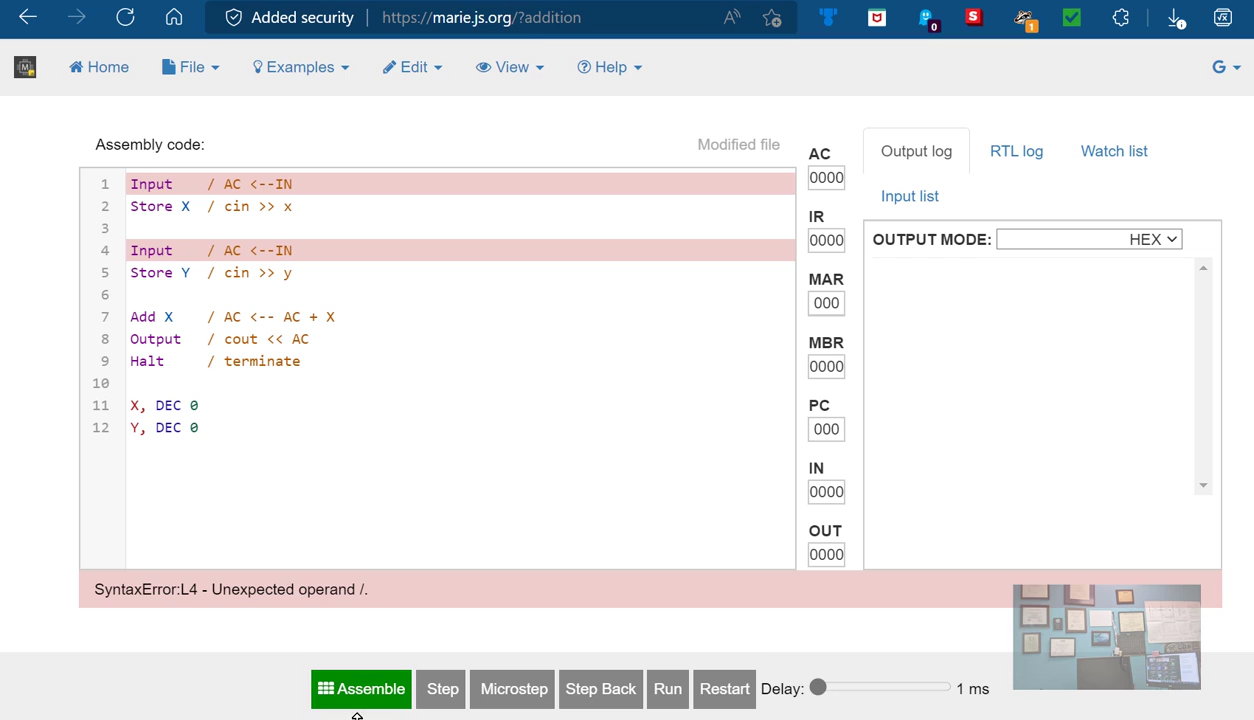 Added security | https://marie.js.org/?addition
0
1
Home File Examples Edit View Help G
Assembly code: Modified file
1 Input / AC <--IN
2 Store X / cin >> x
3
4 Input / AC <--IN
5 Store Y / cin >> y
6
7 Add X / AC <-- AC + X
8 Output / cout << AC
9 Halt / terminate
10
11 X, DEC 0
12 Y, DEC 0
AC
0000
IR
0000
MAR
000
MBR
0000
PC
000
IN
0000
OUT
0000
Output log RTL log Watch list
Input list
OUTPUT MODE: HEX
SyntaxError:L4 - Unexpected operand /.
Assemble Step Microstep Step Back Run Restart Delay: 1 ms